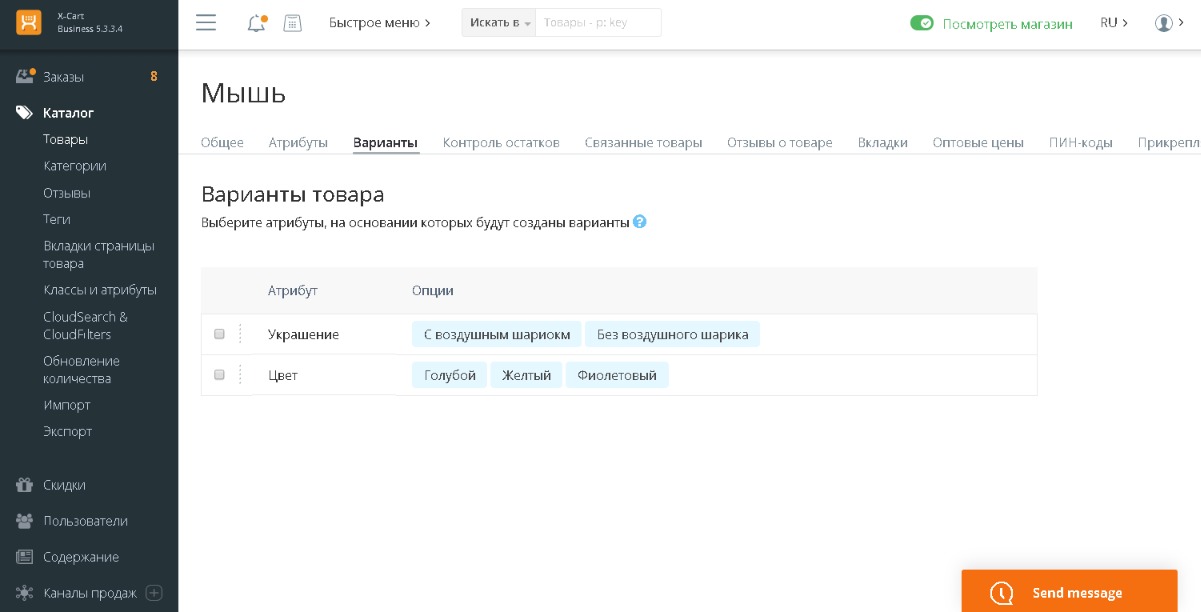 X-Cart
Business 5.3.3.4
Быстрое меню
Искать в
Товары - p: key
Посмотреть магазин
RU
Заказы 8
Каталог
Товары
Категории
Отзывы
Теги
Вкладки страницы
товара
Классы и атрибуты
CloudSearch &
CloudFilters
Обновление
количества
Импорт
Экспорт
Скидки
Пользователи
Содержание
Каналы продаж
Мышь
Общее Атрибуты Варианты Контроль остатков Связанные товары Отзывы о товаре Вкладки Оптовые цены ПИН-коды Прикрепл
Варианты товара
Выберите атрибуты, на основании которых будут созданы варианты ?
Атрибут Опции
Украшение С воздушным шариокм Без воздушного шарика
Цвет Голубой Желтый Фиолетовый
Send message